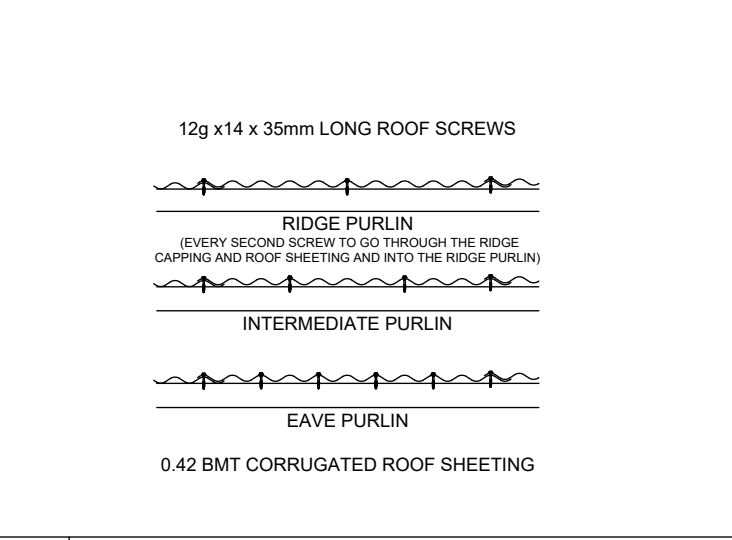 12g x14 x 35mm LONG ROOF SCREWS
RIDGE PURLIN
(EVERY SECOND SCREW TO GO THROUGH THE RIDGE
CAPPING AND ROOF SHEETING AND INTO THE RIDGE PURLIN)
INTERMEDIATE PURLIN
EAVE PURLIN
0.42 BMT CORRUGATED ROOF SHEETING